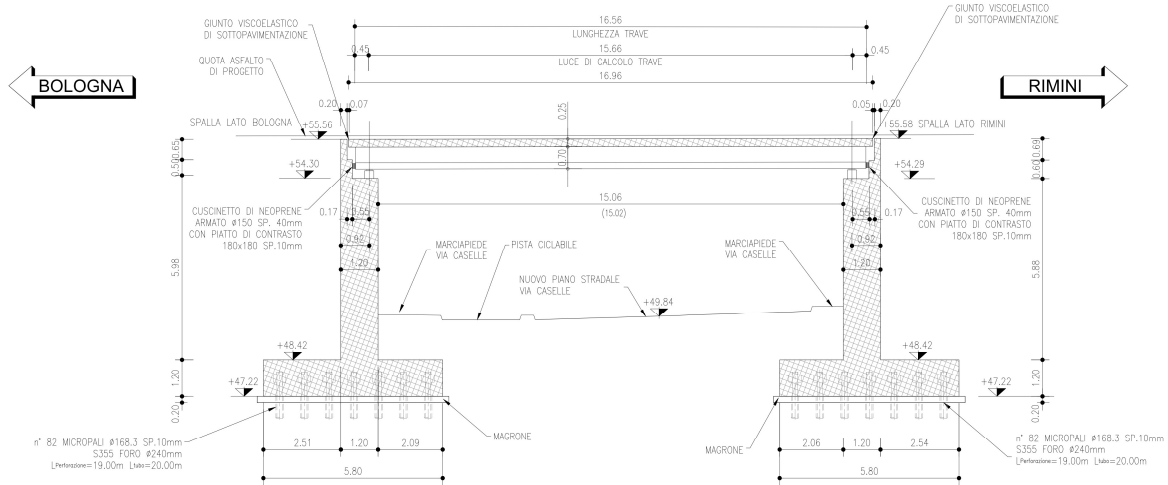 16.56
LUNGHEZZA TRAVE
GIUNTO VISCOELASTICO
DI SOTTOPAVIMENTAZIONE
GIUNTO VISCOELASTICO
DI SOTTOPAVIMENTAZIONE
0.45
15.66
0.45
LUCE DI CALCOLO TRAVE
QUOTA ASFALTO
DI PROGETTO
16.96
BOLOGNA
RIMINI
0.20
0.07
0.25
0.05
0.20
SPALLA LATO BOLOGNA
+55.56
+55.58
SPALLA LATO RIMINI
0.65
0.50
0.70
0.69
0.60
+54.30
+54.29
CUSCINETTO DI NEOPRENE
ARMATO Ø150 SP. 40mm
CON PIATTO DI CONTRASTO
180x180 SP.10mm
0.17
0.55
15.06
(15.02)
0.55
0.17
CUSCINETTO DI NEOPRENE
ARMATO Ø150 SP. 40mm
CON PIATTO DI CONTRASTO
180x180 SP.10mm
0.92
0.92
MARCIAPIEDE
VIA CASELLE
PISTA CICLABILE
MARCIAPIEDE
VIA CASELLE
5.98
1.20
1.20
5.88
NUOVO PIANO STRADALE
VIA CASELLE
+49.84
+48.42
+48.42
1.20
+47.22
+47.22
1.20
0.20
0.20
n° 82 MICROPALI Ø168.3 SP.10mm
S355 FORO Ø240mm
LPerforazione=19.00m Ltubo=20.00m
MAGRONE
MAGRONE
n° 82 MICROPALI Ø168.3 SP.10mm
S355 FORO Ø240mm
LPerforazione=19.00m Ltubo=20.00m
2.51
1.20
2.09
2.06
1.20
2.54
5.80
5.80